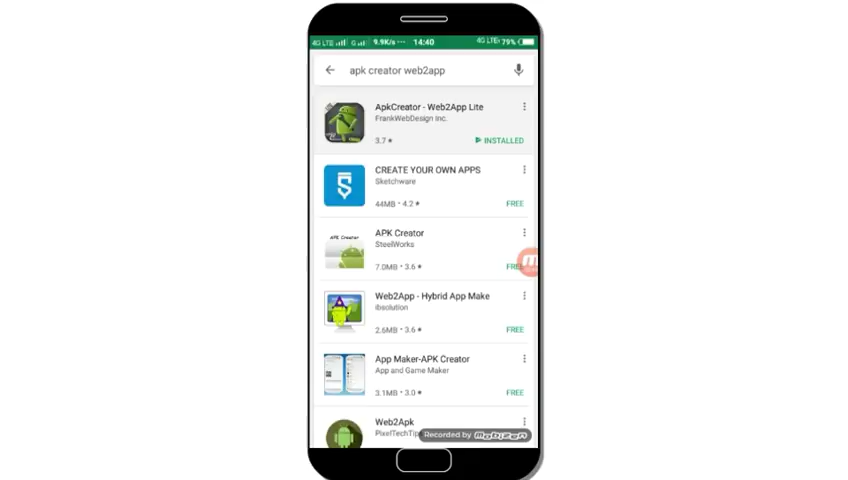 4G LTE G 9.9K/s ··· 14:40 4G LTE 79%
apk creator web2app
ApkCreator - Web2App Lite
FrankWebDesign Inc.
3.7 ★ INSTALLED
CREATE YOUR OWN APPS
Sketchware
44MB · 4.2 ★ FREE
APK Creator
APK Creator
SteelWorks
7.0MB · 3.6 ★ FREE
Web2App - Hybrid App Make
ibsolution
2.6MB · 3.6 ★ FREE
App Maker-APK Creator
App and Game Maker
3.1MB · 3.0 ★ FREE
Web2Apk
PixelTechTip
Recorded by Mobizen